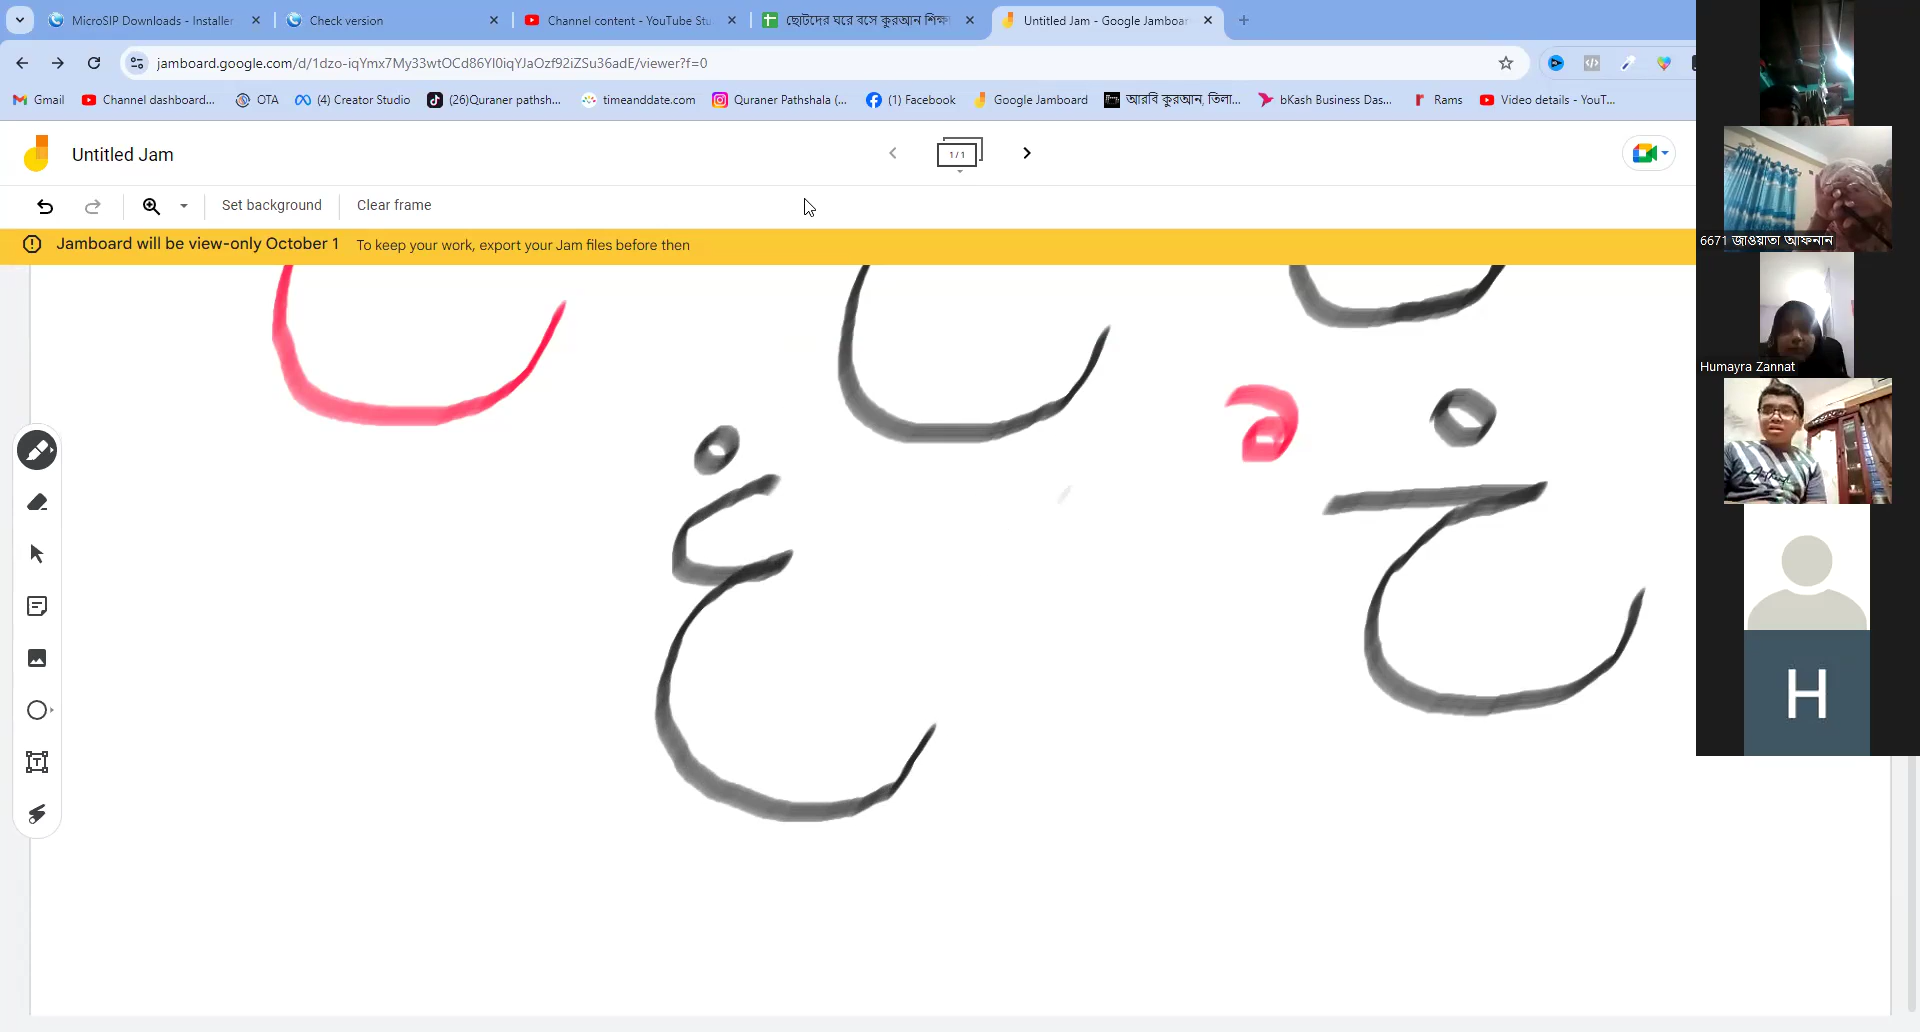 MicroSIP Downloads - Installer
Check version
Channel content - YouTube Stu
ছোটদের ঘরে বসে কুরআন শিক্ষা
Untitled Jam - Google Jamboar
jamboard.google.com/d/1dzo-iqYmx7My33wtOCd86Yl0iqYJaOzf92iZSu36adE/viewer?f=0
Gmail
Channel dashboard...
OTA
(4) Creator Studio
(26)Quraner pathsh...
timeanddate.com
Quraner Pathshala (...
(1) Facebook
Google Jamboard
আরবি কুরআন, তিলা...
bKash Business Das...
Rams
Video details - YouT...
Untitled Jam
1/1
Set background
Clear frame
Jamboard will be view-only October 1 To keep your work, export your Jam files before then
6671 জাওয়াতা আফনান
Humayra Zannat
H
خ
غ